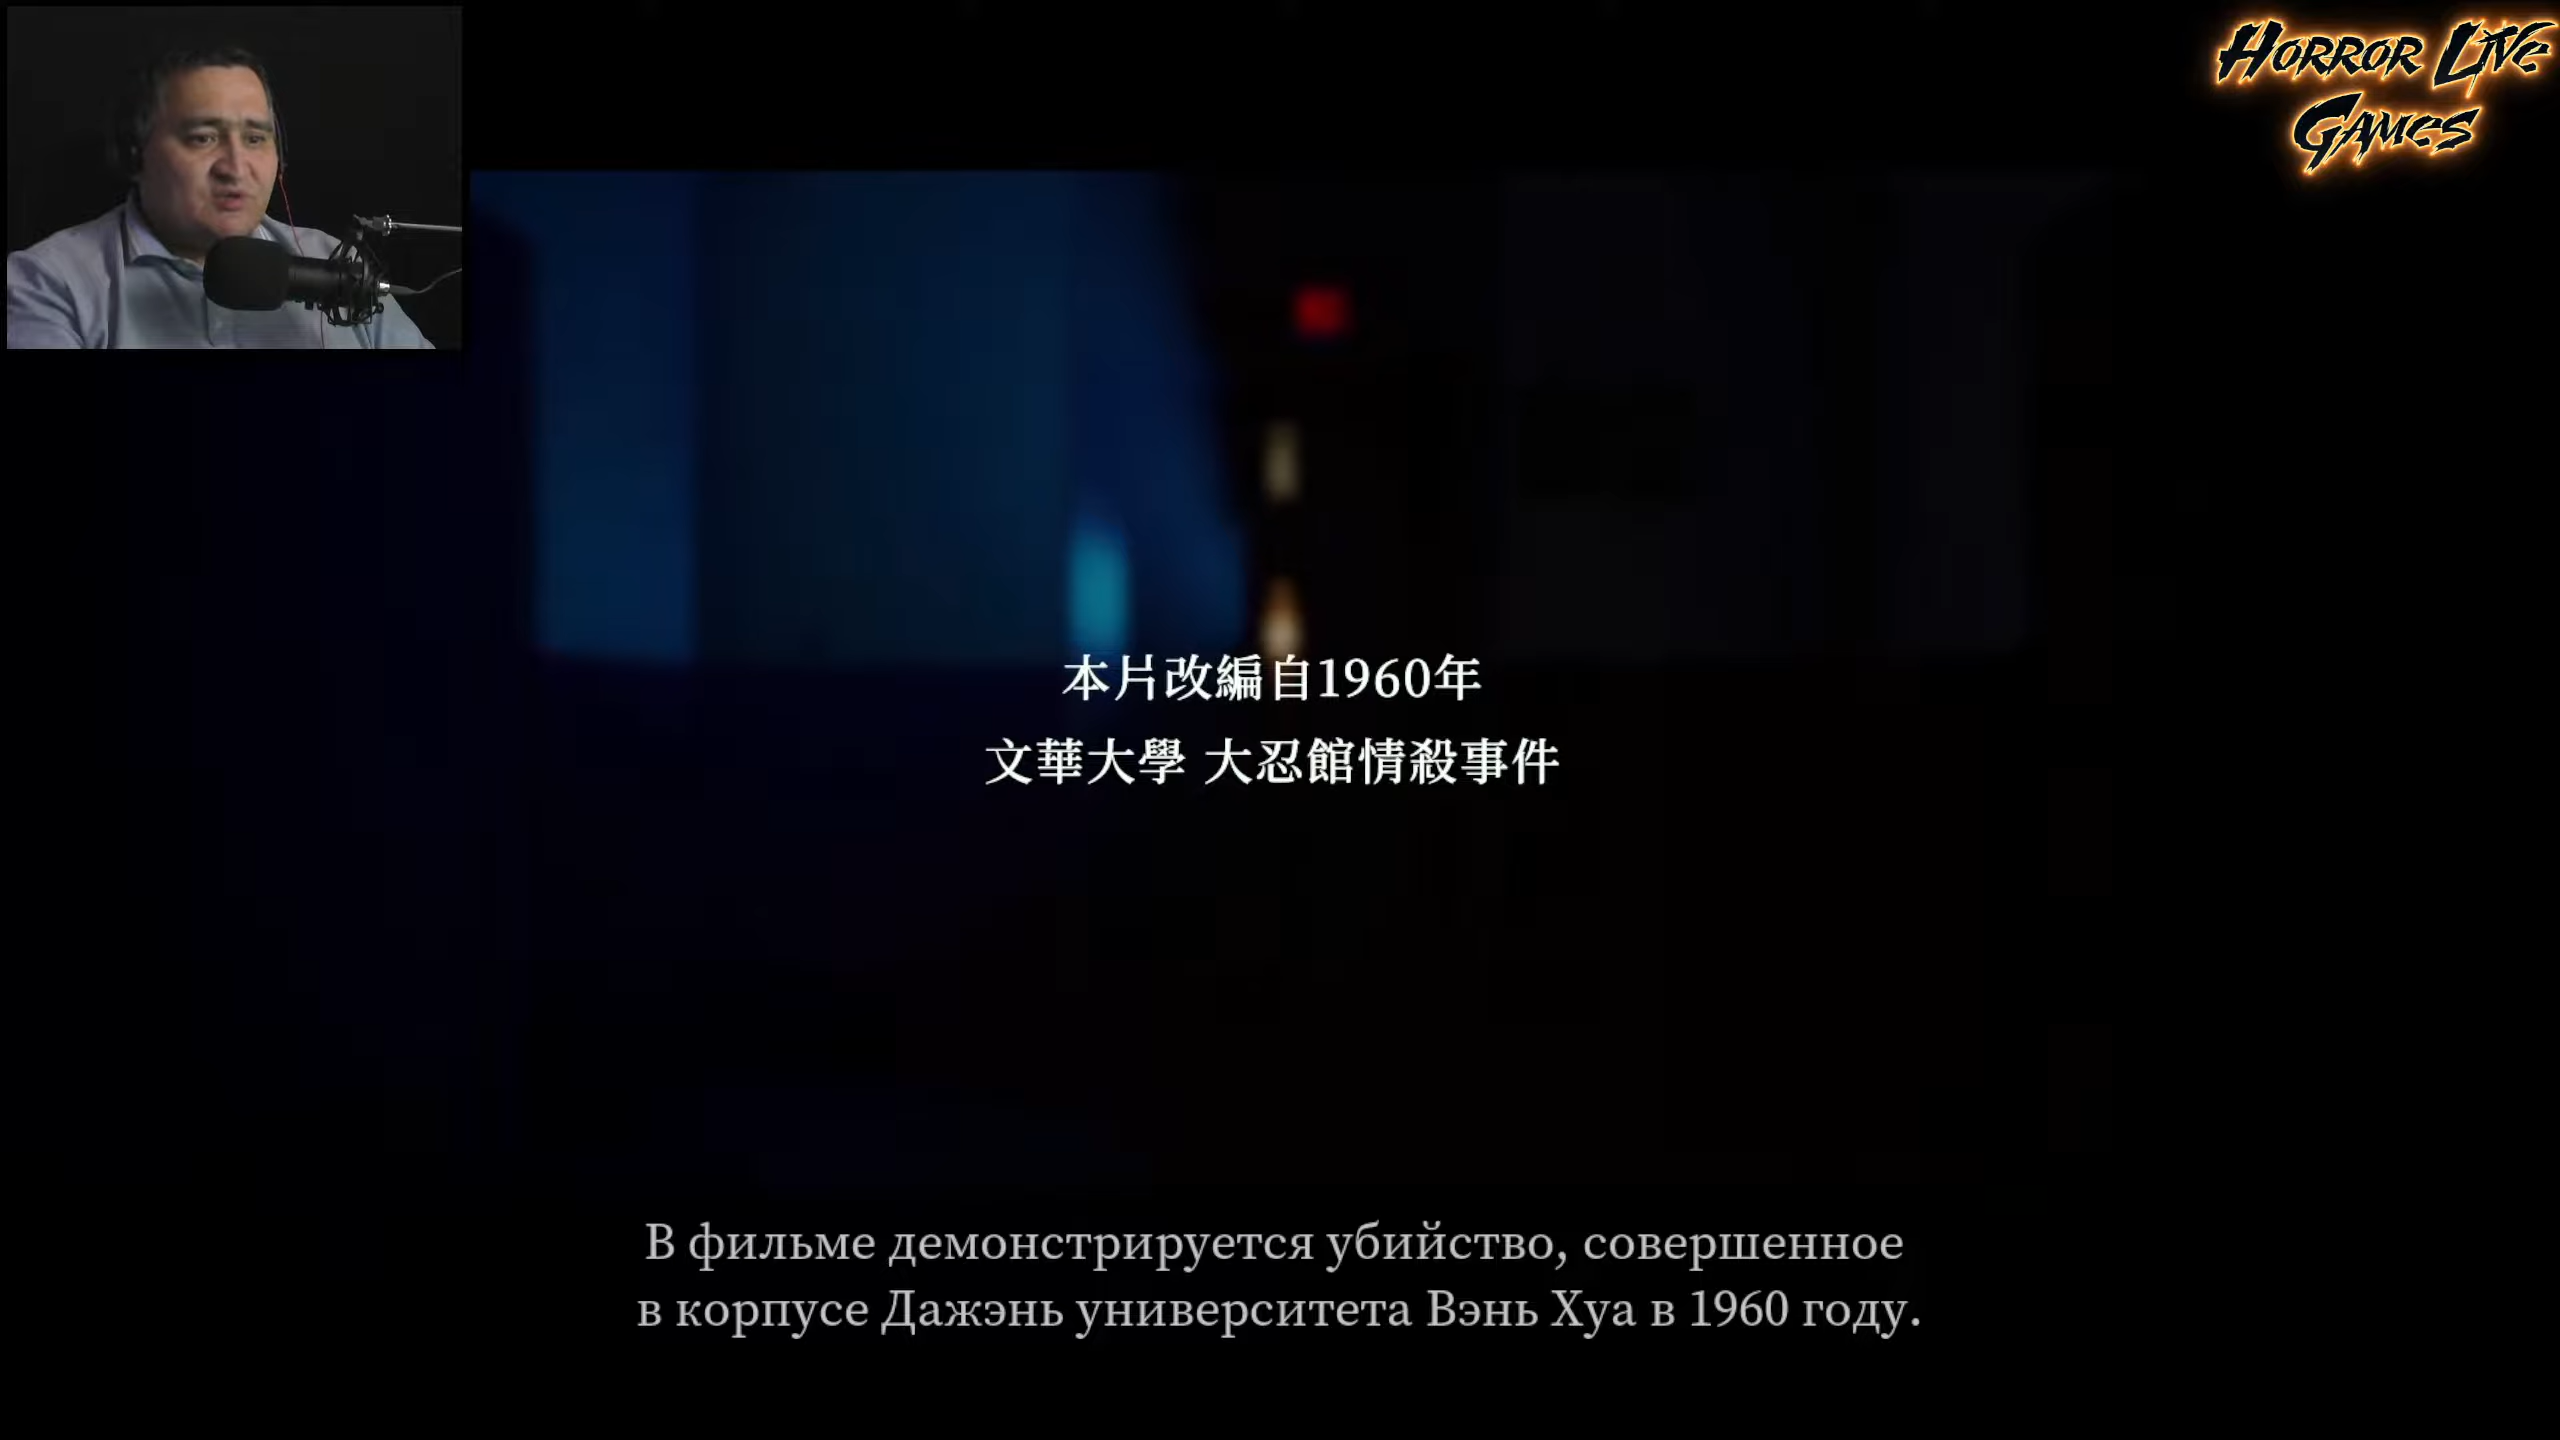 Horror Live
Games
本片改編自1960年
文華大學 大忍館情殺事件
В фильме демонстрируется убийство, совершенное
в корпусе Дажэнь университета Вэнь Хуа в 1960 году.